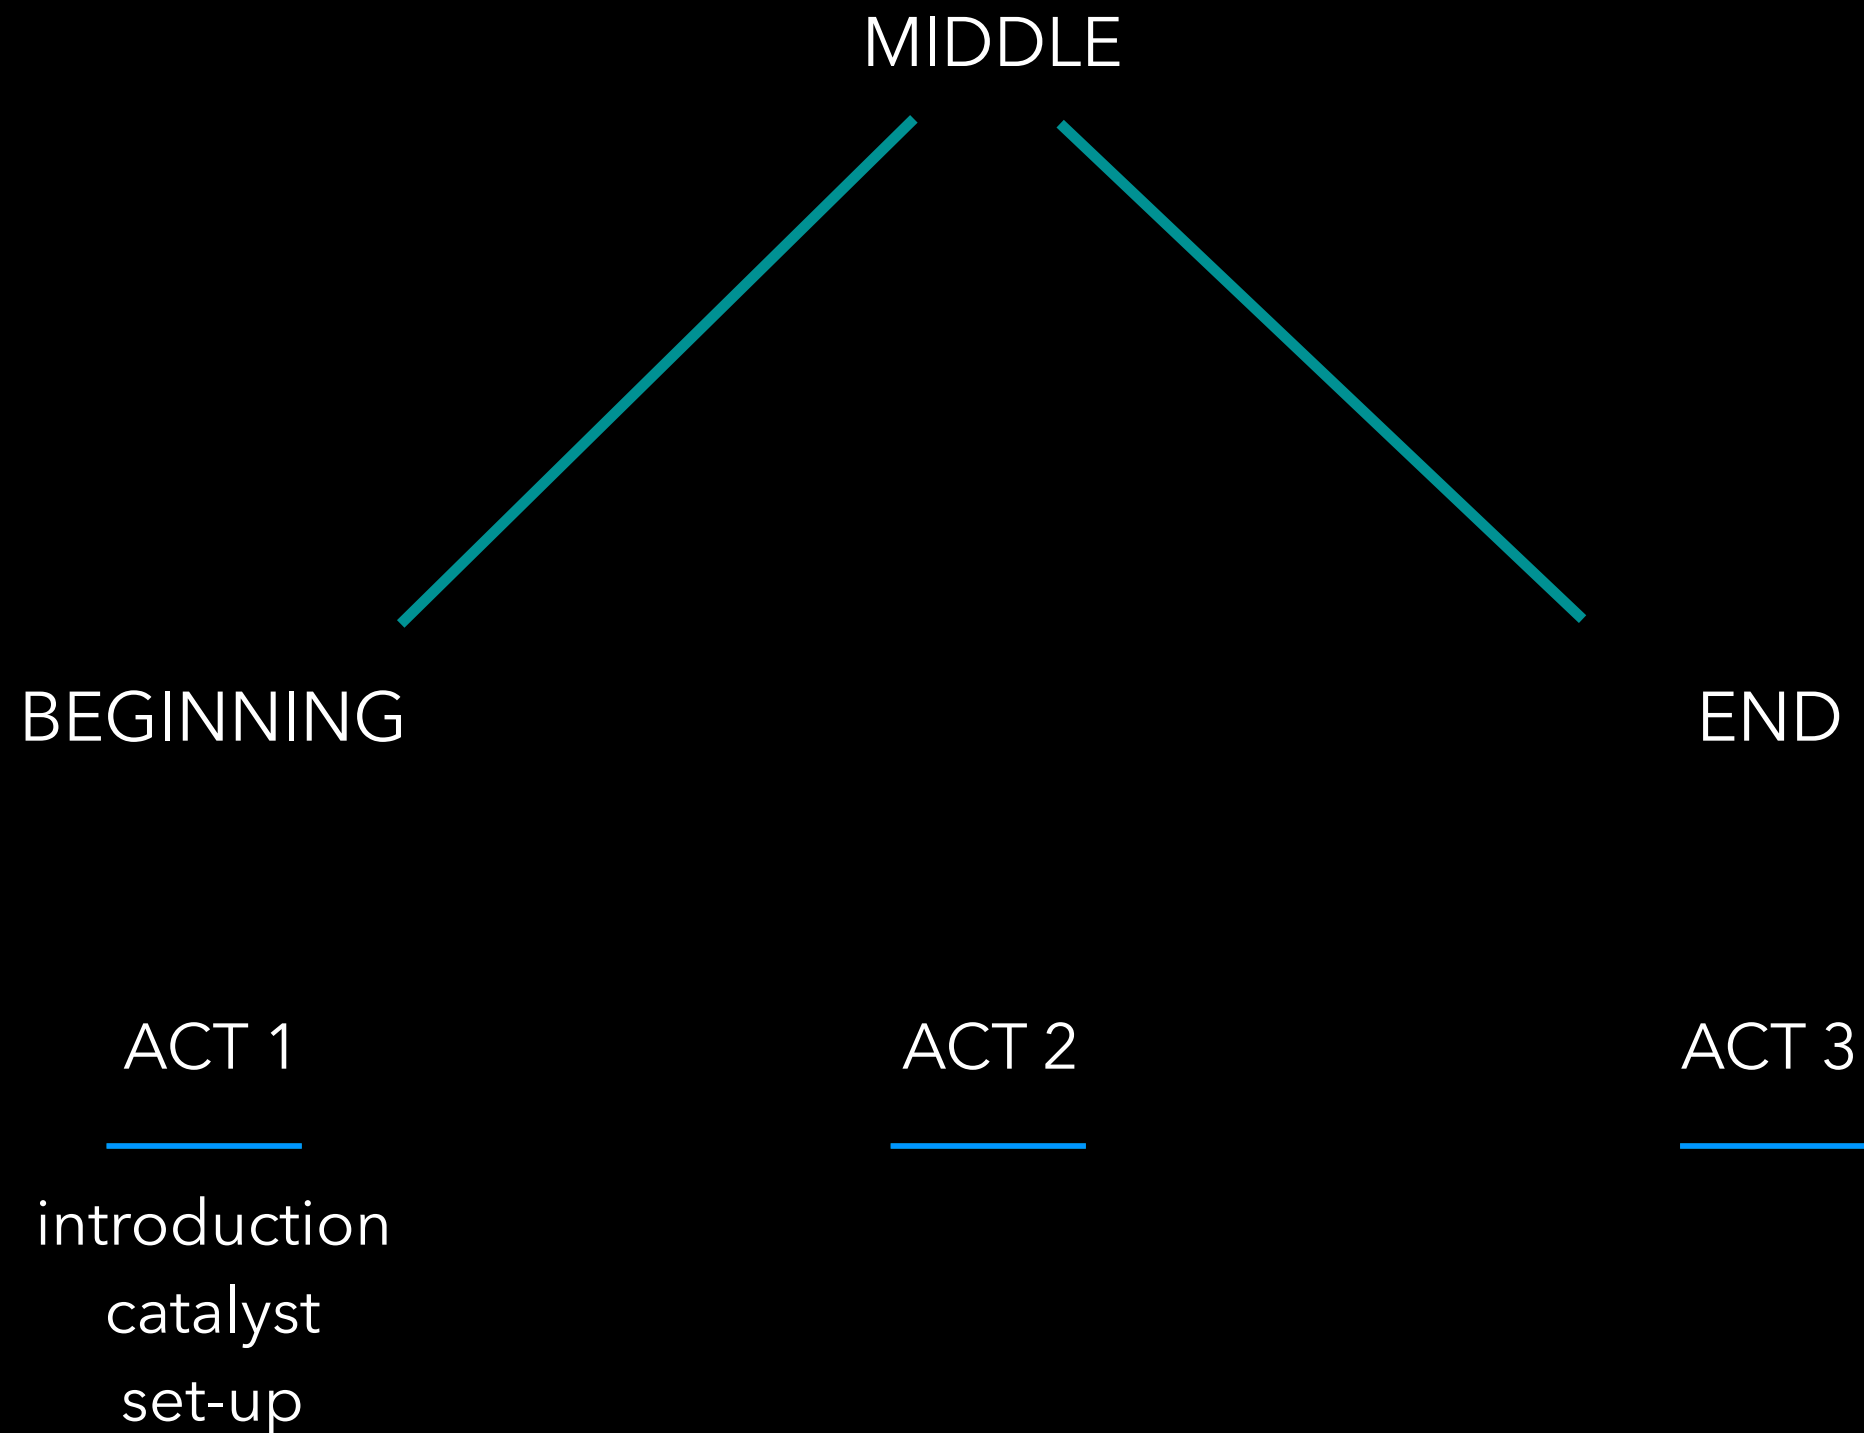 MIDDLE
BEGINNING END
ACT 1 ACT 2 ACT 3
introduction
catalyst
set-up